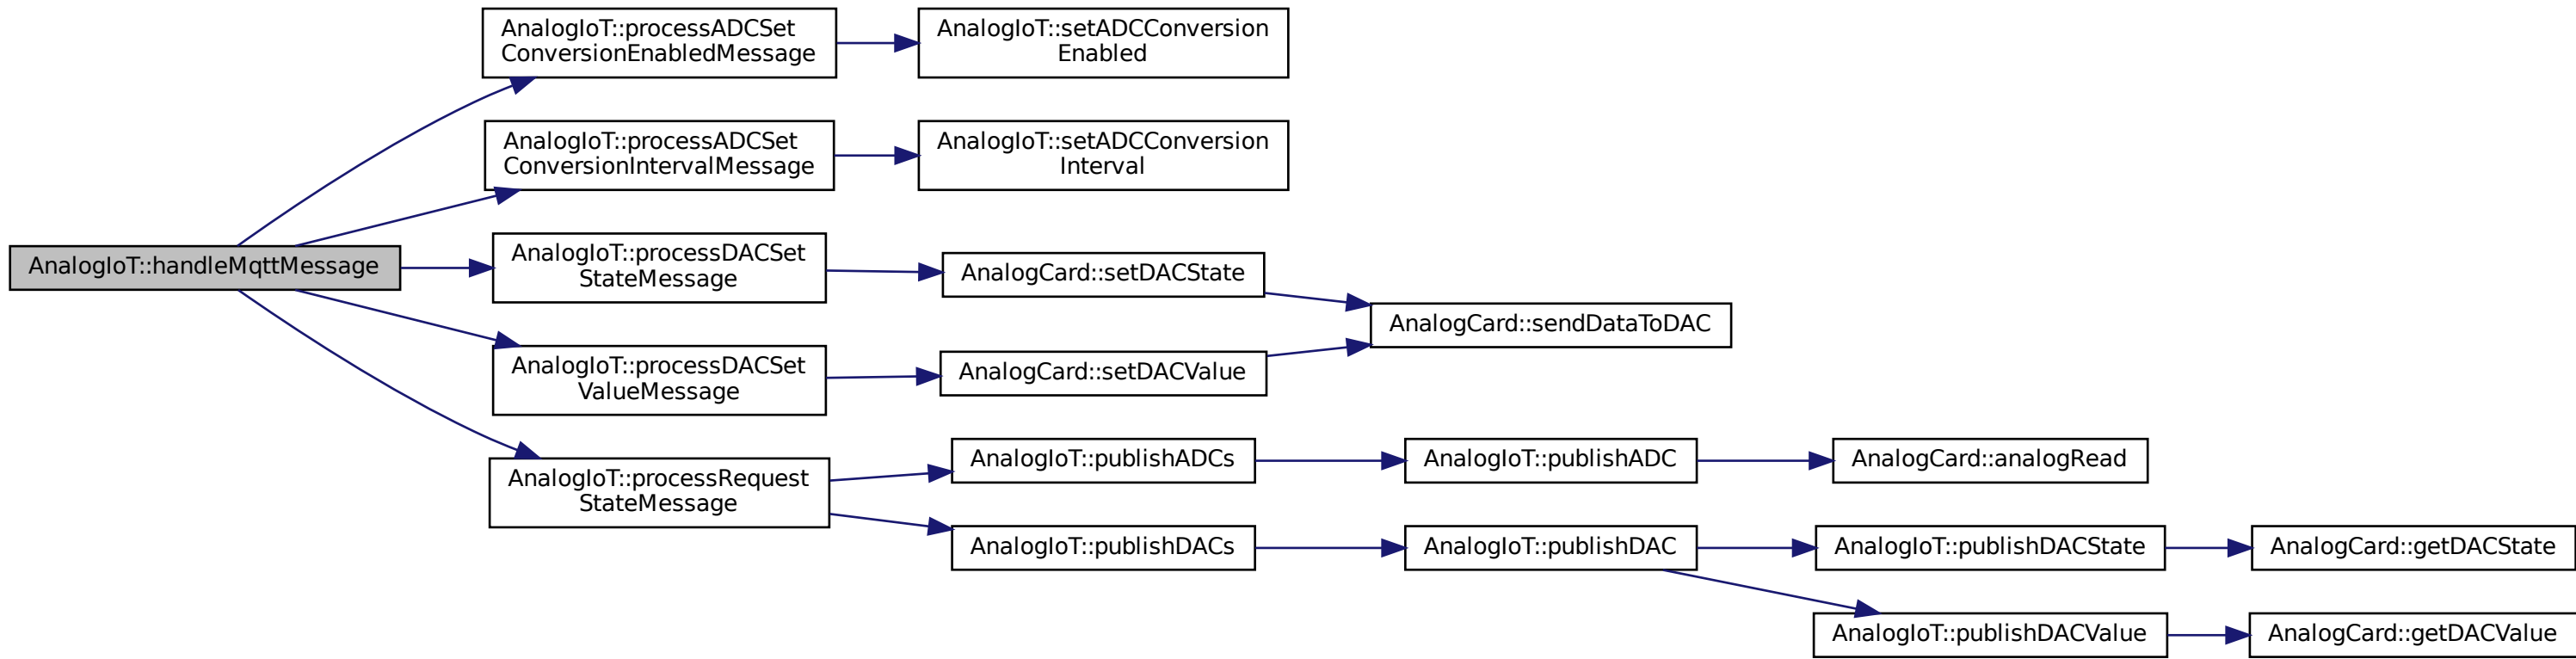 AnalogIoT::handleMqttMessage
AnalogIoT::processADCSet
ConversionEnabledMessage
AnalogIoT::setADCConversion
Enabled
AnalogIoT::processADCSet
ConversionIntervalMessage
AnalogIoT::setADCConversion
Interval
AnalogIoT::processDACSet
StateMessage
AnalogCard::setDACState
AnalogCard::sendDataToDAC
AnalogIoT::processDACSet
ValueMessage
AnalogCard::setDACValue
AnalogIoT::processRequest
StateMessage
AnalogIoT::publishADCs
AnalogIoT::publishADC
AnalogCard::analogRead
AnalogIoT::publishDACs
AnalogIoT::publishDAC
AnalogIoT::publishDACState
AnalogCard::getDACState
AnalogIoT::publishDACValue
AnalogCard::getDACValue